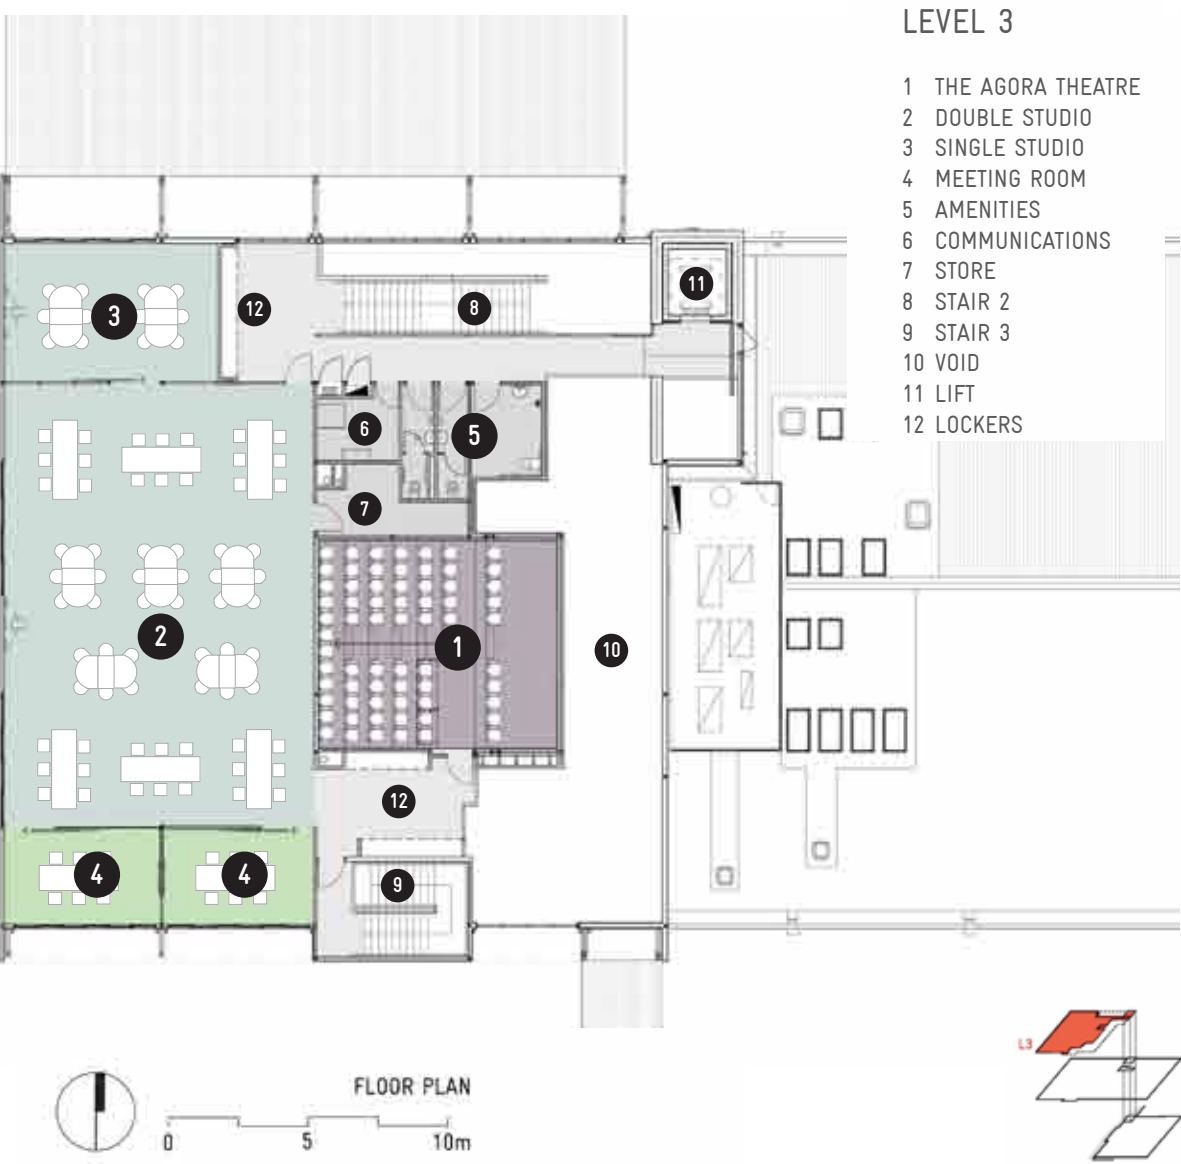 LEVEL 3
1 THE AGORA THEATRE
2 DOUBLE STUDIO
3 SINGLE STUDIO
4 MEETING ROOM
5 AMENITIES
6 COMMUNICATIONS
7 STORE
8 STAIR 2
9 STAIR 3
10 VOID
11 LIFT
12 LOCKERS
11
3
12
8
6
5
7
2
1
10
12
4
4
9
L3
FLOOR PLAN
0 5 10m